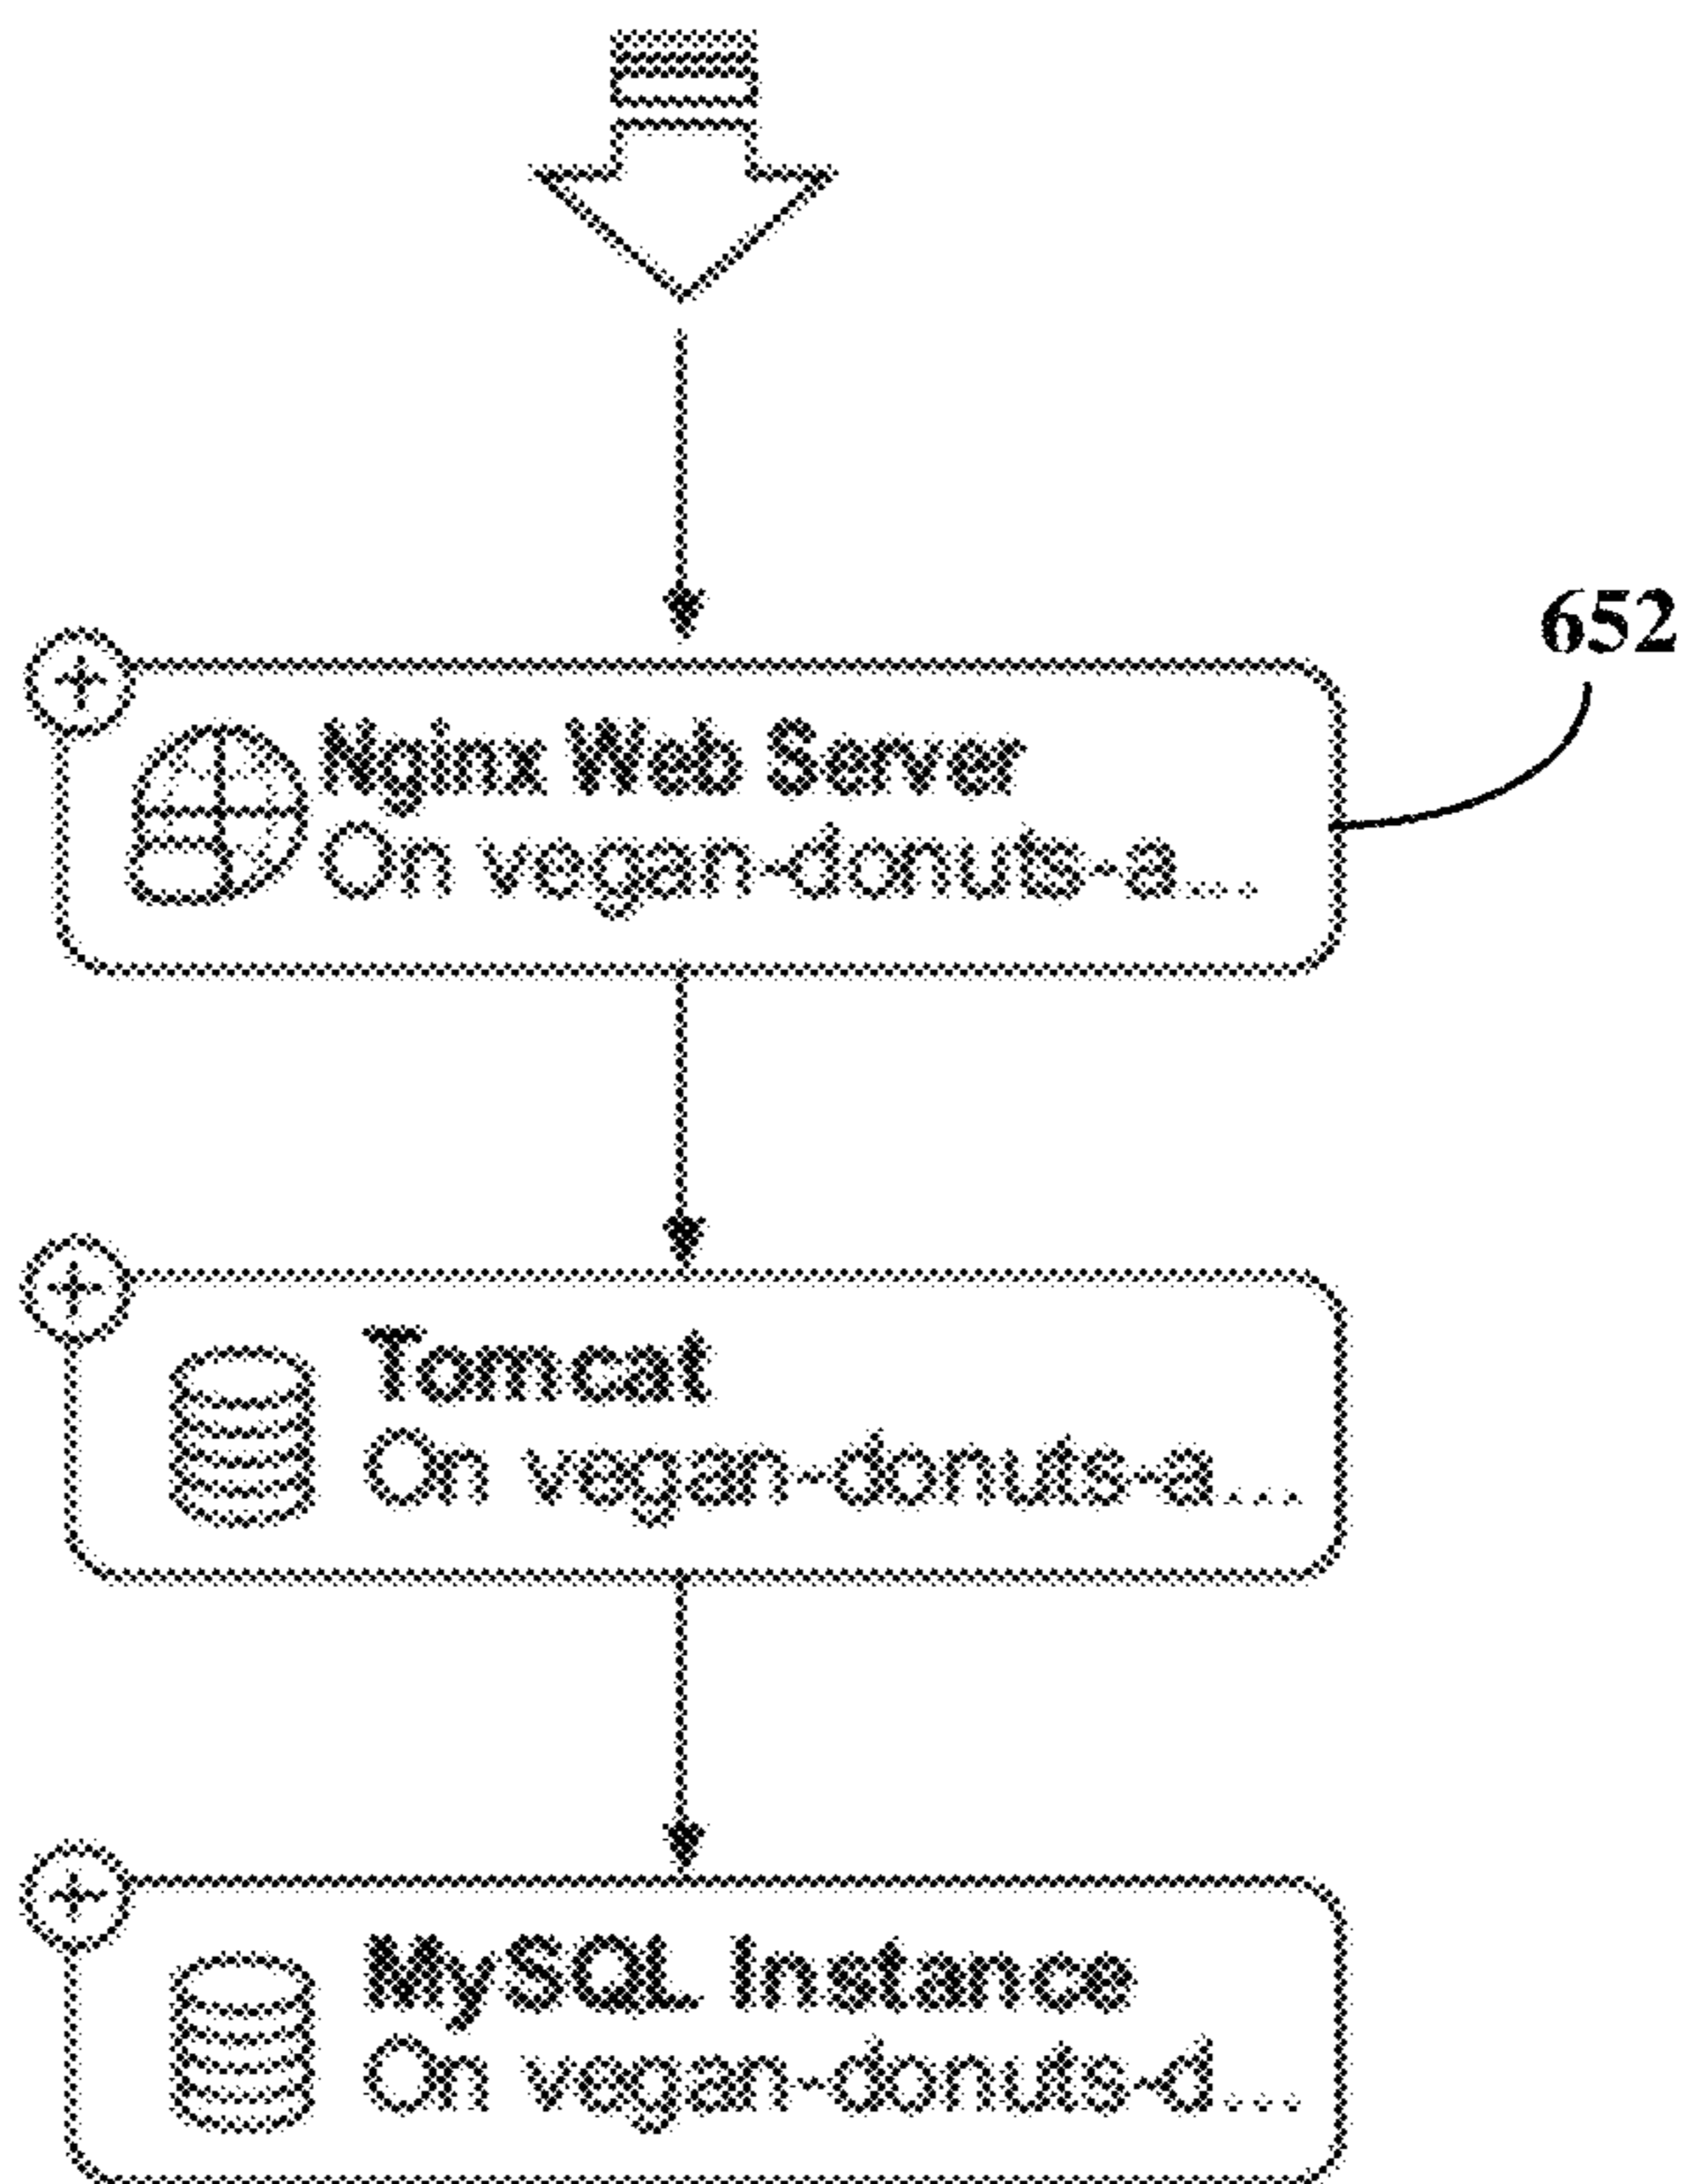 652
Nginx Web Server
On vegan-donuts-a....
Tomcat
On vegan-donuts-a....
MySQL Instance
On vegan-donuts-d....